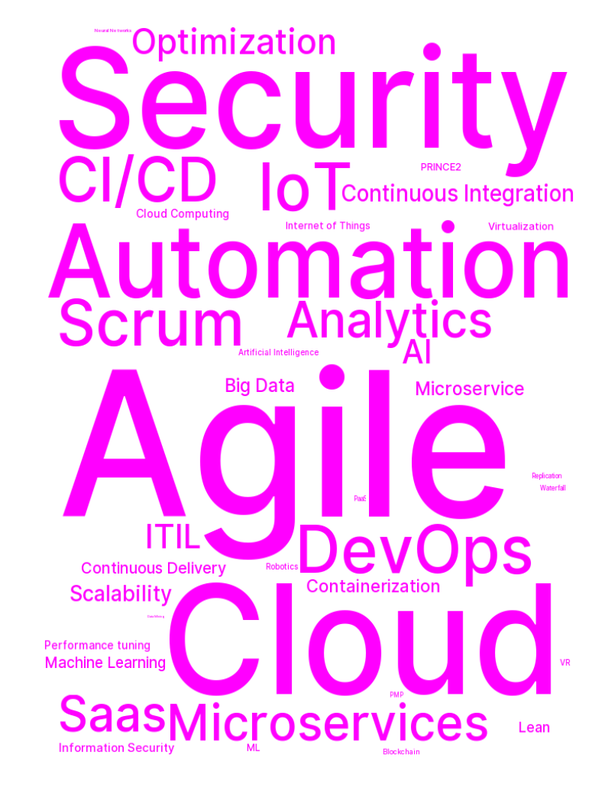 Neural Networks
Optimization
Security
CI/CD
IoT
PRINCE2
Continuous Integration
Cloud Computing
Internet of Things
Virtualization
Automation
Scrum
Analytics
AI
Artificial Intelligence
Agile
Big Data
Microservice
Replication
Waterfall
PaaS
ITIL
DevOps
Continuous Delivery
Robotics
Containerization
Scalability
Cloud
Performance tuning
Machine Learning
VR
PMP
Saas
Microservices
Lean
Information Security
ML
Blockchain